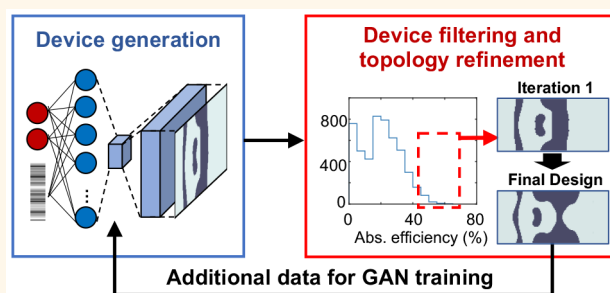 Device generation
Device filtering and
topology refinement
Iteration 1
800
400
0
0
40
80
Abs. efficiency (%)
Final Design
Additional data for GAN training